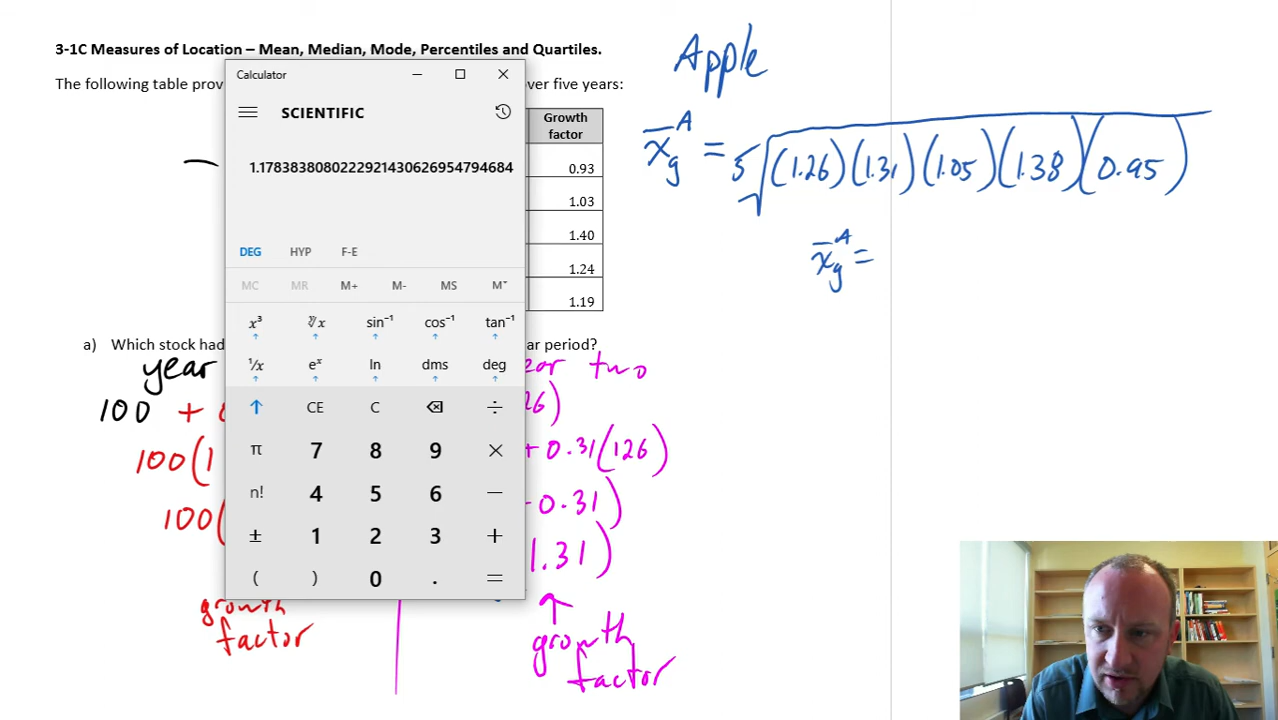 3-1C Measures of Location – Mean, Median, Mode, Percentiles and Quartiles.
The following table prov
ver five years:
Growth
factor
0.93
1.03
1.40
1.24
1.19
a) Which stock had
ar period?
Calculator
SCIENTIFIC
1.1783838080222921430626954794684
DEG HYP F-E
MC MR M+ M- MS M˅
x³ ʸ√x sin⁻¹ cos⁻¹ tan⁻¹
¹/x eˣ ln dms deg
↑ CE C ÷
π 7 8 9 ×
n! 4 5 6 −
± 1 2 3 +
( ) 0 . =
year
100 +
100(1
100(
growth
factor
ear two
26)
+ 0.31(126)
0.31)
1.31)
↑
growth
factor
Apple
x̄gᴬ = ⁵√(1.26)(1.31)(1.05)(1.38)(0.95)
x̄gᴬ =